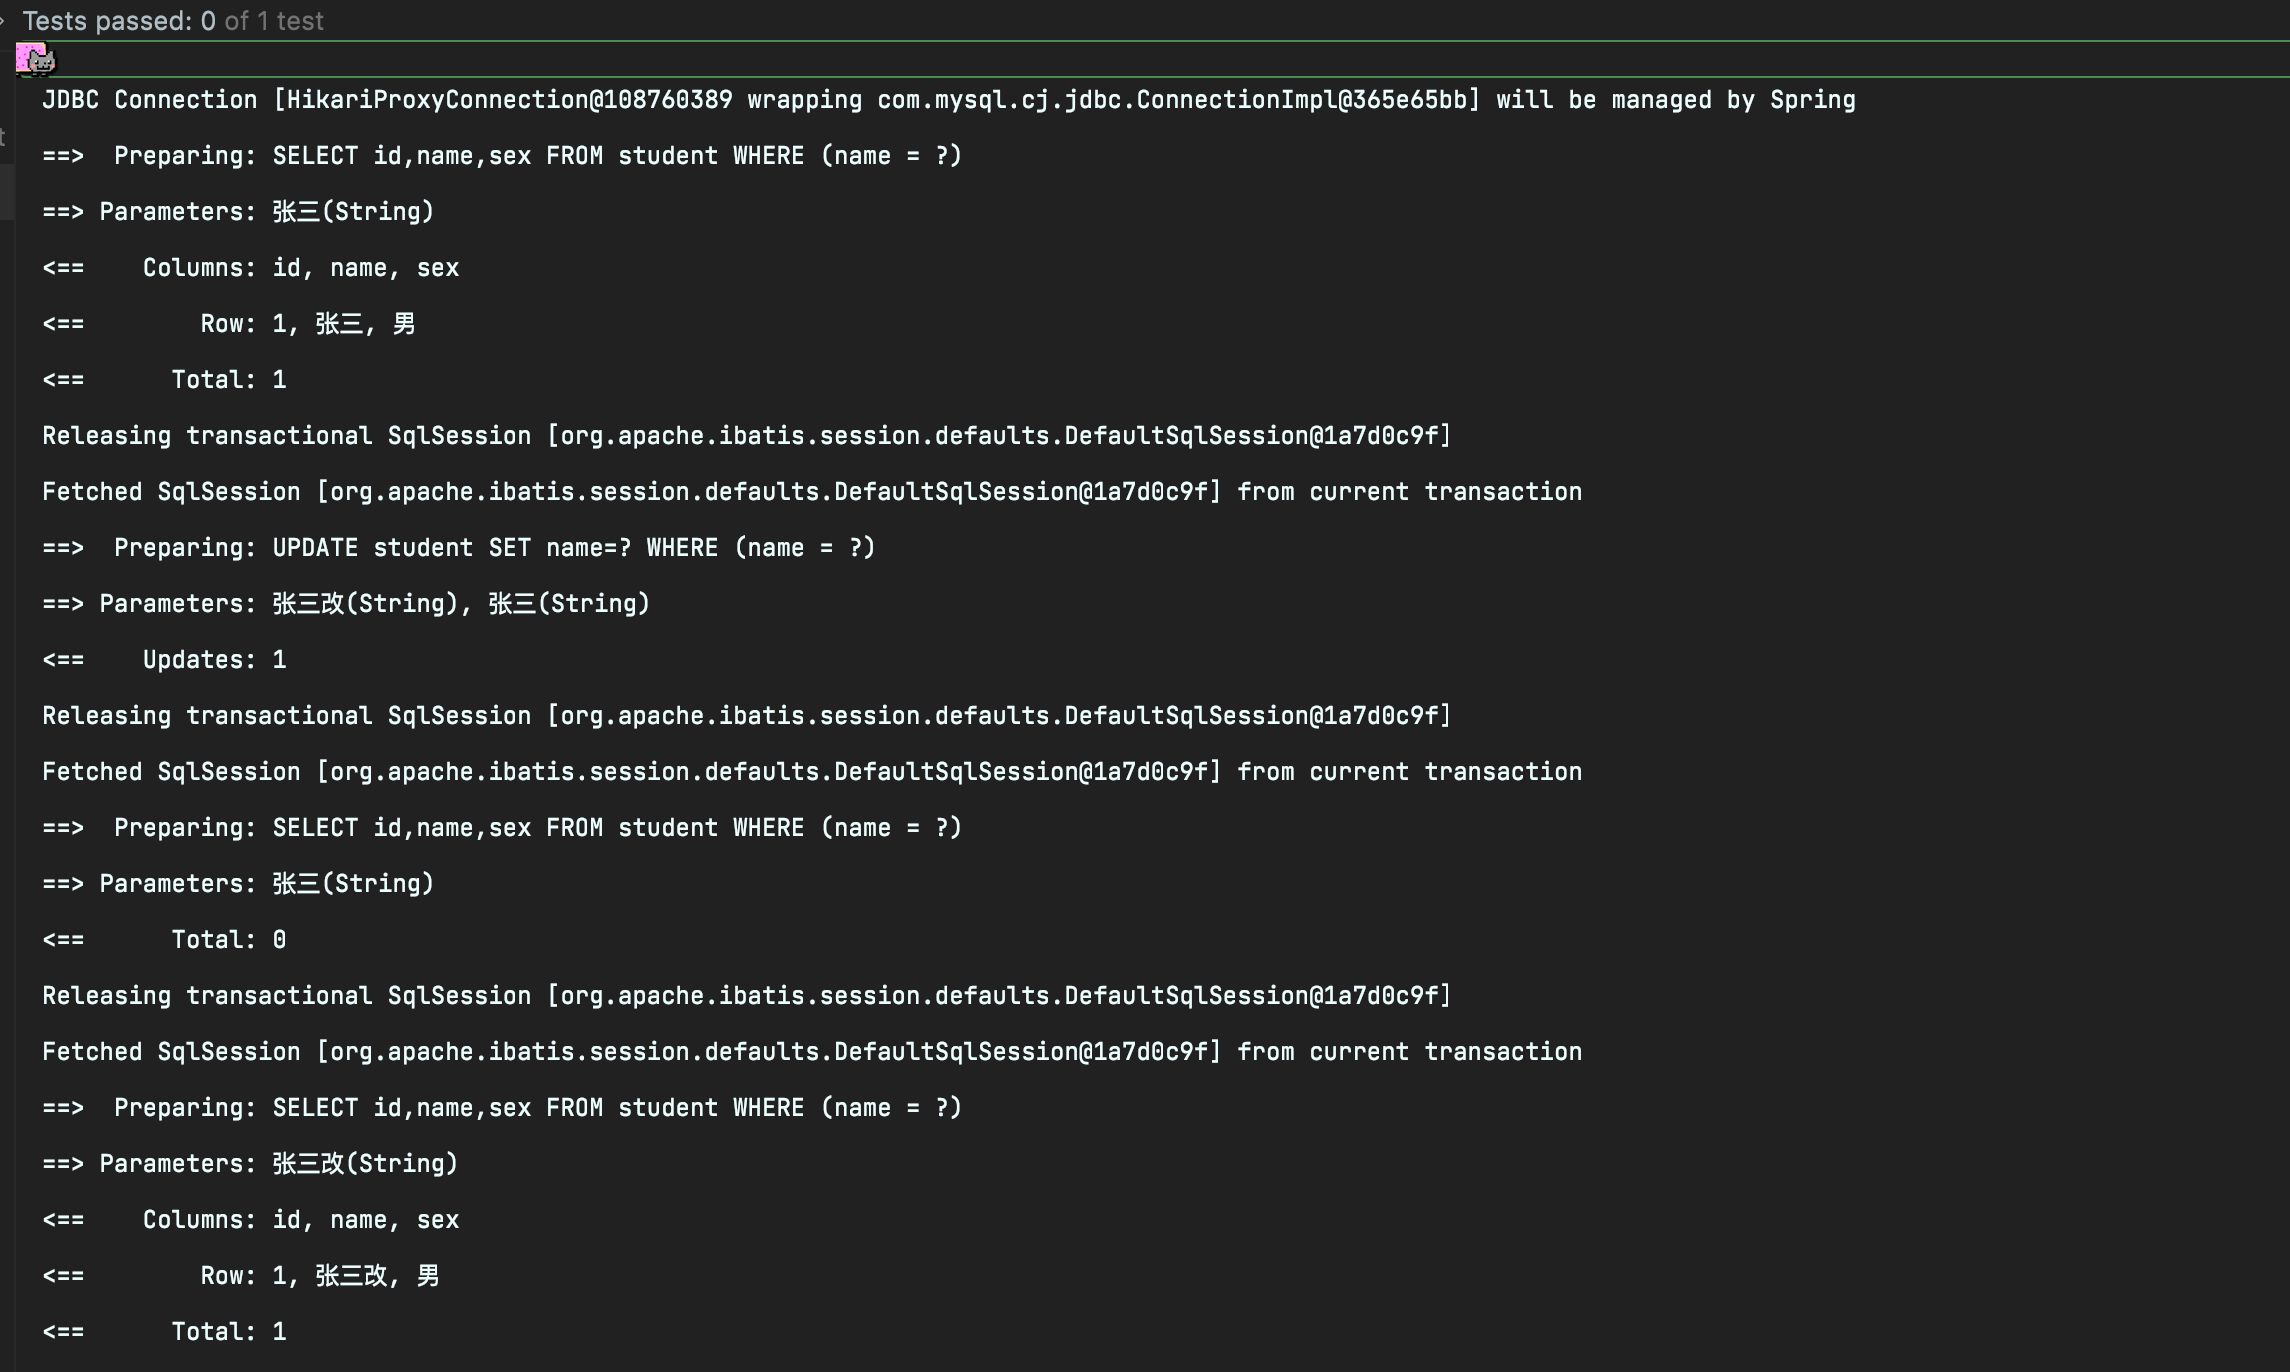 Tests passed: 0 of 1 test
JDBC Connection [HikariProxyConnection@108760389 wrapping com.mysql.cj.jdbc.ConnectionImpl@365e65bb] will be managed by Spring
==>  Preparing: SELECT id,name,sex FROM student WHERE (name = ?)
==> Parameters: 张三(String)
<==    Columns: id, name, sex
<==        Row: 1, 张三, 男
<==      Total: 1
Releasing transactional SqlSession [org.apache.ibatis.session.defaults.DefaultSqlSession@1a7d0c9f]
Fetched SqlSession [org.apache.ibatis.session.defaults.DefaultSqlSession@1a7d0c9f] from current transaction
==>  Preparing: UPDATE student SET name=? WHERE (name = ?)
==> Parameters: 张三改(String), 张三(String)
<==    Updates: 1
Releasing transactional SqlSession [org.apache.ibatis.session.defaults.DefaultSqlSession@1a7d0c9f]
Fetched SqlSession [org.apache.ibatis.session.defaults.DefaultSqlSession@1a7d0c9f] from current transaction
==>  Preparing: SELECT id,name,sex FROM student WHERE (name = ?)
==> Parameters: 张三(String)
<==      Total: 0
Releasing transactional SqlSession [org.apache.ibatis.session.defaults.DefaultSqlSession@1a7d0c9f]
Fetched SqlSession [org.apache.ibatis.session.defaults.DefaultSqlSession@1a7d0c9f] from current transaction
==>  Preparing: SELECT id,name,sex FROM student WHERE (name = ?)
==> Parameters: 张三改(String)
<==    Columns: id, name, sex
<==        Row: 1, 张三改, 男
<==      Total: 1